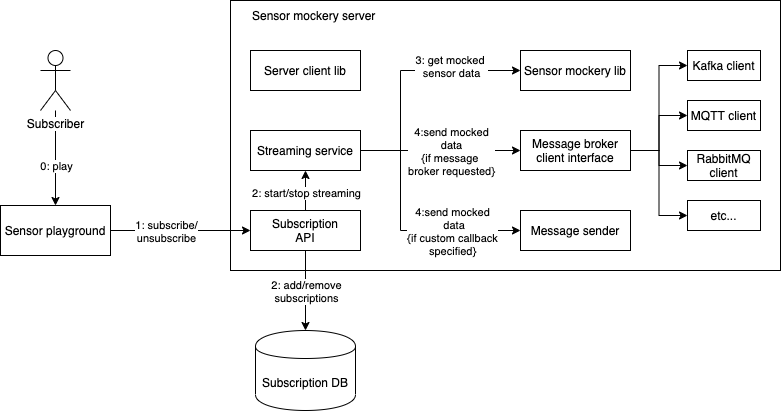 Sensor mockery server
Server client lib
3: get mocked
sensor data
Sensor mockery lib
Kafka client
MQTT client
RabbitMQ
client
etc...
Subscriber
0: play
Streaming service
4:send mocked
data
{if message
broker requested}
Message broker
client interface
2: start/stop streaming
Sensor playground
1: subscribe/
unsubscribe
Subscription
API
4:send mocked
data
{if custom callback
specified}
Message sender
2: add/remove
subscriptions
Subscription DB